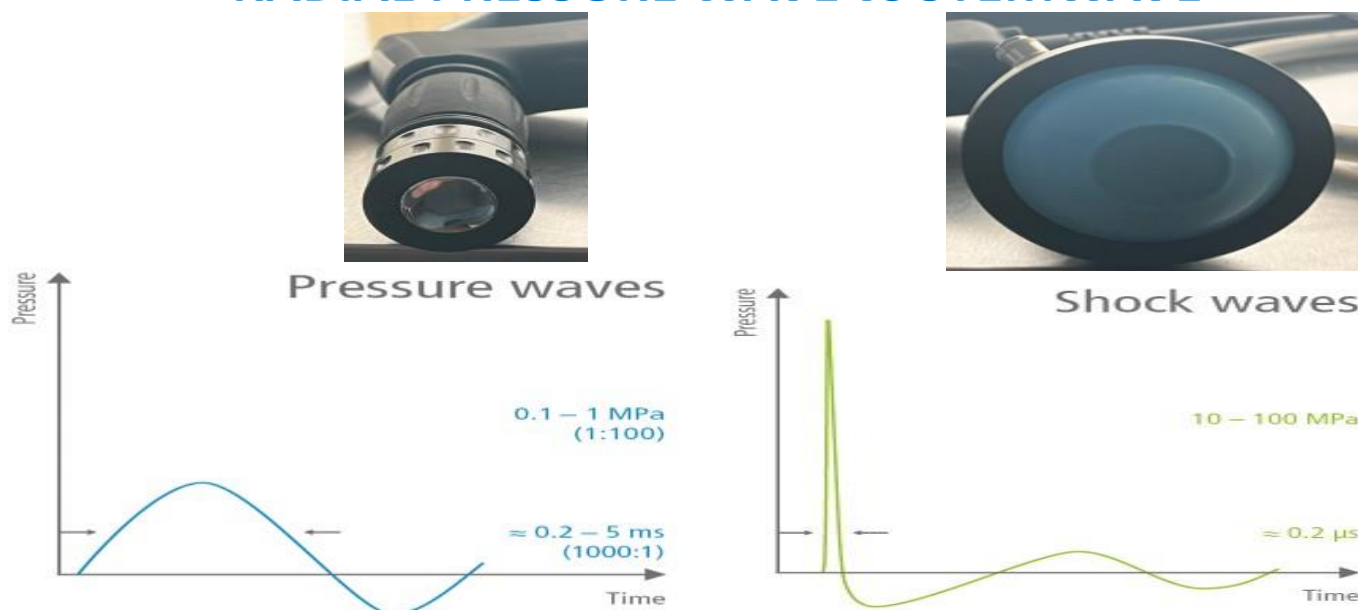 Pressure
Pressure waves
0.1 – 1 MPa
(1:100)
≈ 0.2 – 5 ms
(1000:1)
Time
Pressure
Shock waves
10 – 100 MPa
≈ 0.2 µs
Time